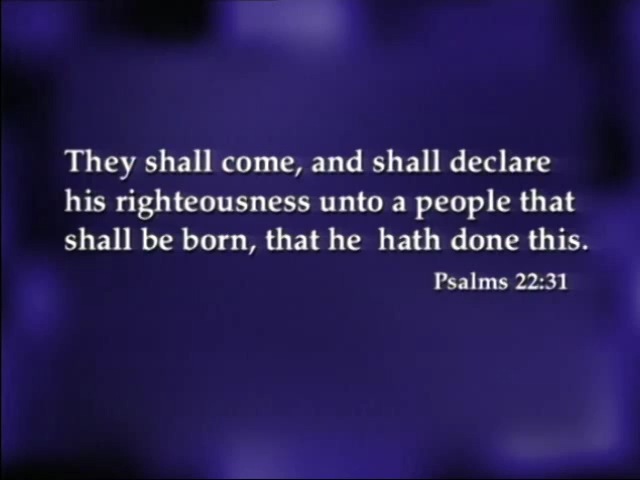 They shall come, and shall declare
his righteousness unto a people that
shall be born, that he hath done this.
Psalms 22:31